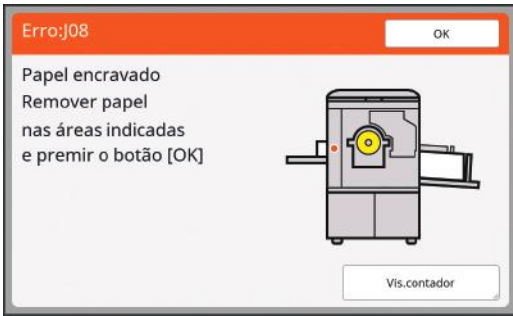 Erro:J08
OK
Papel encravado
Remover papel
nas áreas indicadas
e premir o botão [OK]
Vis.contador